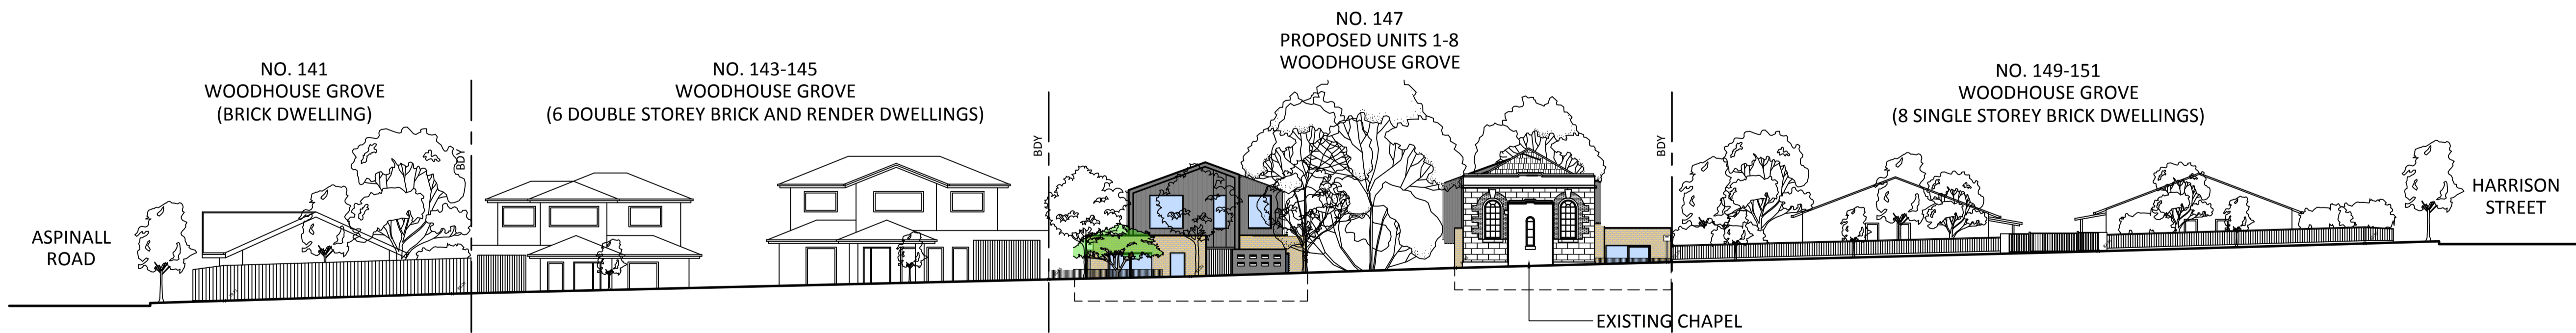 NO. 141
WOODHOUSE GROVE
(BRICK DWELLING)
NO. 143-145
WOODHOUSE GROVE
(6 DOUBLE STOREY BRICK AND RENDER DWELLINGS)
NO. 147
PROPOSED UNITS 1-8
WOODHOUSE GROVE
NO. 149-151
WOODHOUSE GROVE
(8 SINGLE STOREY BRICK DWELLINGS)
BDY
BDY
BDY
ASPINALL
ROAD
HARRISON
STREET
EXISTING CHAPEL